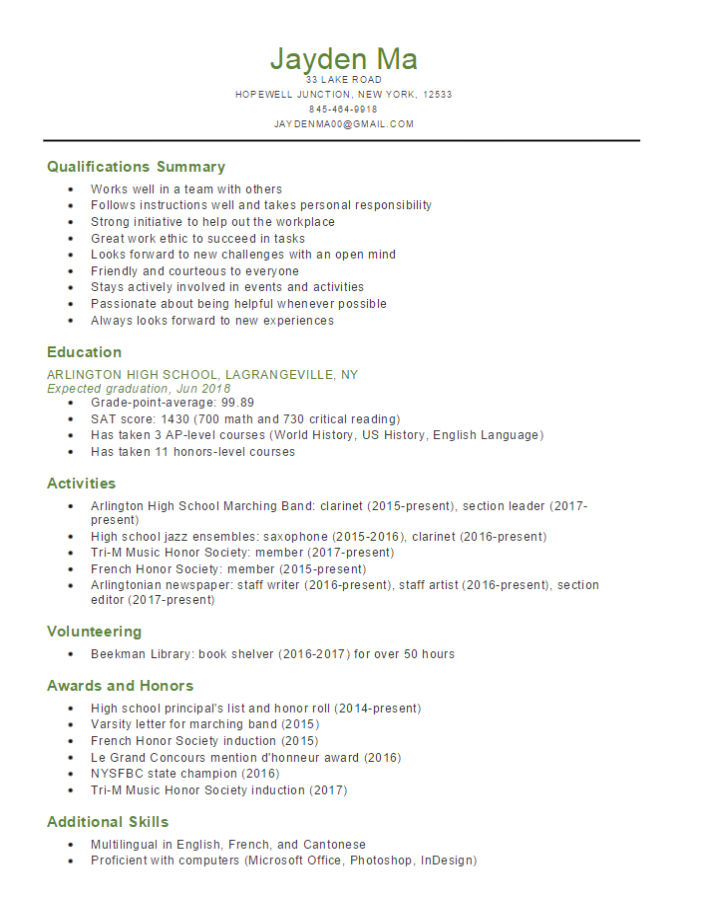 Jayden Ma
33 LAKE ROAD
HOPEWELL JUNCTION, NEW YORK, 12533
845-464-9918
JAYDENMA00@GMAIL.COM
Qualifications Summary
• Works well in a team with others
• Follows instructions well and takes personal responsibility
• Strong initiative to help out the workplace
• Great work ethic to succeed in tasks
• Looks forward to new challenges with an open mind
• Friendly and courteous to everyone
• Stays actively involved in events and activities
• Passionate about being helpful whenever possible
• Always looks forward to new experiences
Education
ARLINGTON HIGH SCHOOL, LAGRANGEVILLE, NY
Expected graduation, Jun 2018
• Grade-point-average: 99.89
• SAT score: 1430 (700 math and 730 critical reading)
• Has taken 3 AP-level courses (World History, US History, English Language)
• Has taken 11 honors-level courses
Activities
• Arlington High School Marching Band: clarinet (2015-present), section leader (2017-
present)
• High school jazz ensembles: saxophone (2015-2016), clarinet (2016-present)
• Tri-M Music Honor Society: member (2017-present)
• French Honor Society: member (2015-present)
• Arlingtonian newspaper: staff writer (2016-present), staff artist (2016-present), section
editor (2017-present)
Volunteering
• Beekman Library: book shelver (2016-2017) for over 50 hours
Awards and Honors
• High school principal's list and honor roll (2014-present)
• Varsity letter for marching band (2015)
• French Honor Society induction (2015)
• Le Grand Concours mention d'honneur award (2016)
• NYSFBC state champion (2016)
• Tri-M Music Honor Society induction (2017)
Additional Skills
• Multilingual in English, French, and Cantonese
• Proficient with computers (Microsoft Office, Photoshop, InDesign)